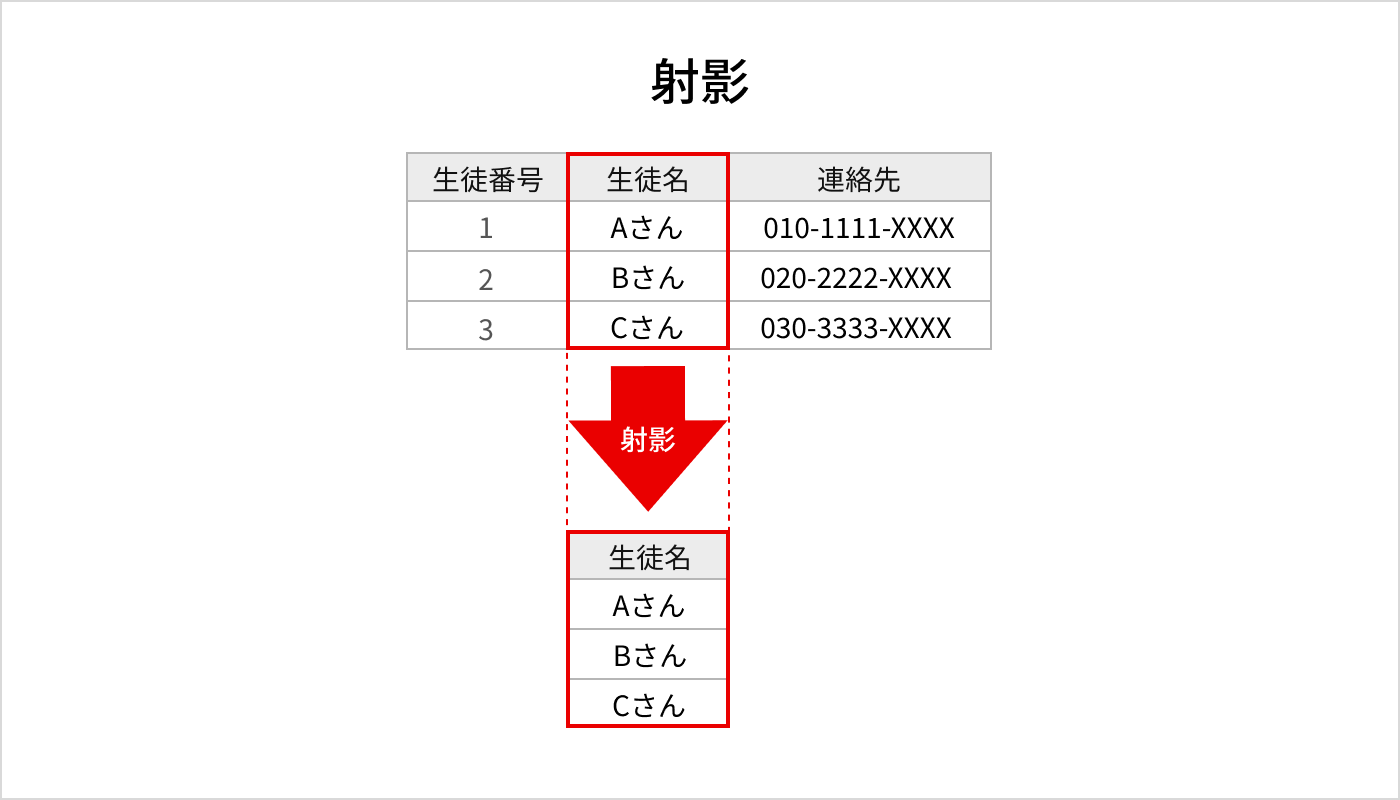 射影
生徒番号 生徒名 連絡先
1 Aさん 010-1111-XXXX
2 Bさん 020-2222-XXXX
3 Cさん 030-3333-XXXX
射影
生徒名
Aさん
Bさん
Cさん